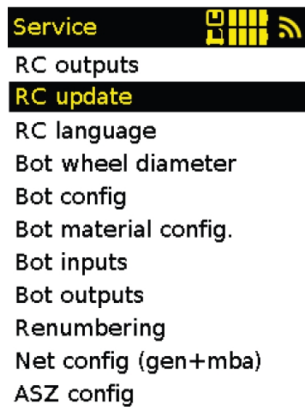 Service
RC outputs
RC update
RC language
Bot wheel diameter
Bot config
Bot material config.
Bot inputs
Bot outputs
Renumbering
Net config (gen+mba)
ASZ config